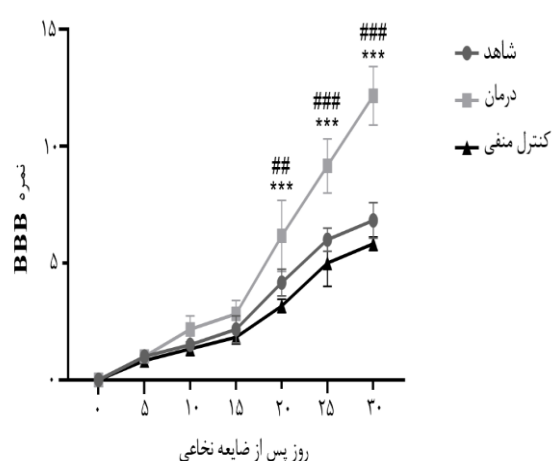 ۱۵
۱۰
۵
۰
نمره BBB
##
***
###
***
###
***
شاهد
درمان
کنترل منفی
۰ ۵ ۱۰ ۱۵ ۲۰ ۲۵ ۳۰
روز پس از ضایعه نخاعی